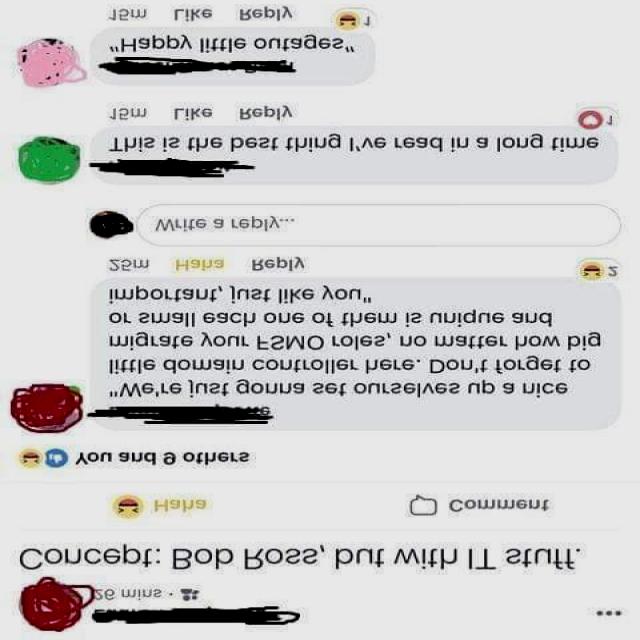 26 mins ·
Concept: Bob Ross, but with IT stuff.
Haha Comment
You and 9 others
"We're just gonna set ourselves up a nice
little domain controller here. Don't forget to
migrate your FSMO roles, no matter how big
or small each one of them is unique and
important, just like you"
25m Haha Reply 2
Write a reply...
This is the best thing I've read in a long time
15m Like Reply 1
"Happy little outages"
15m Like Reply 1